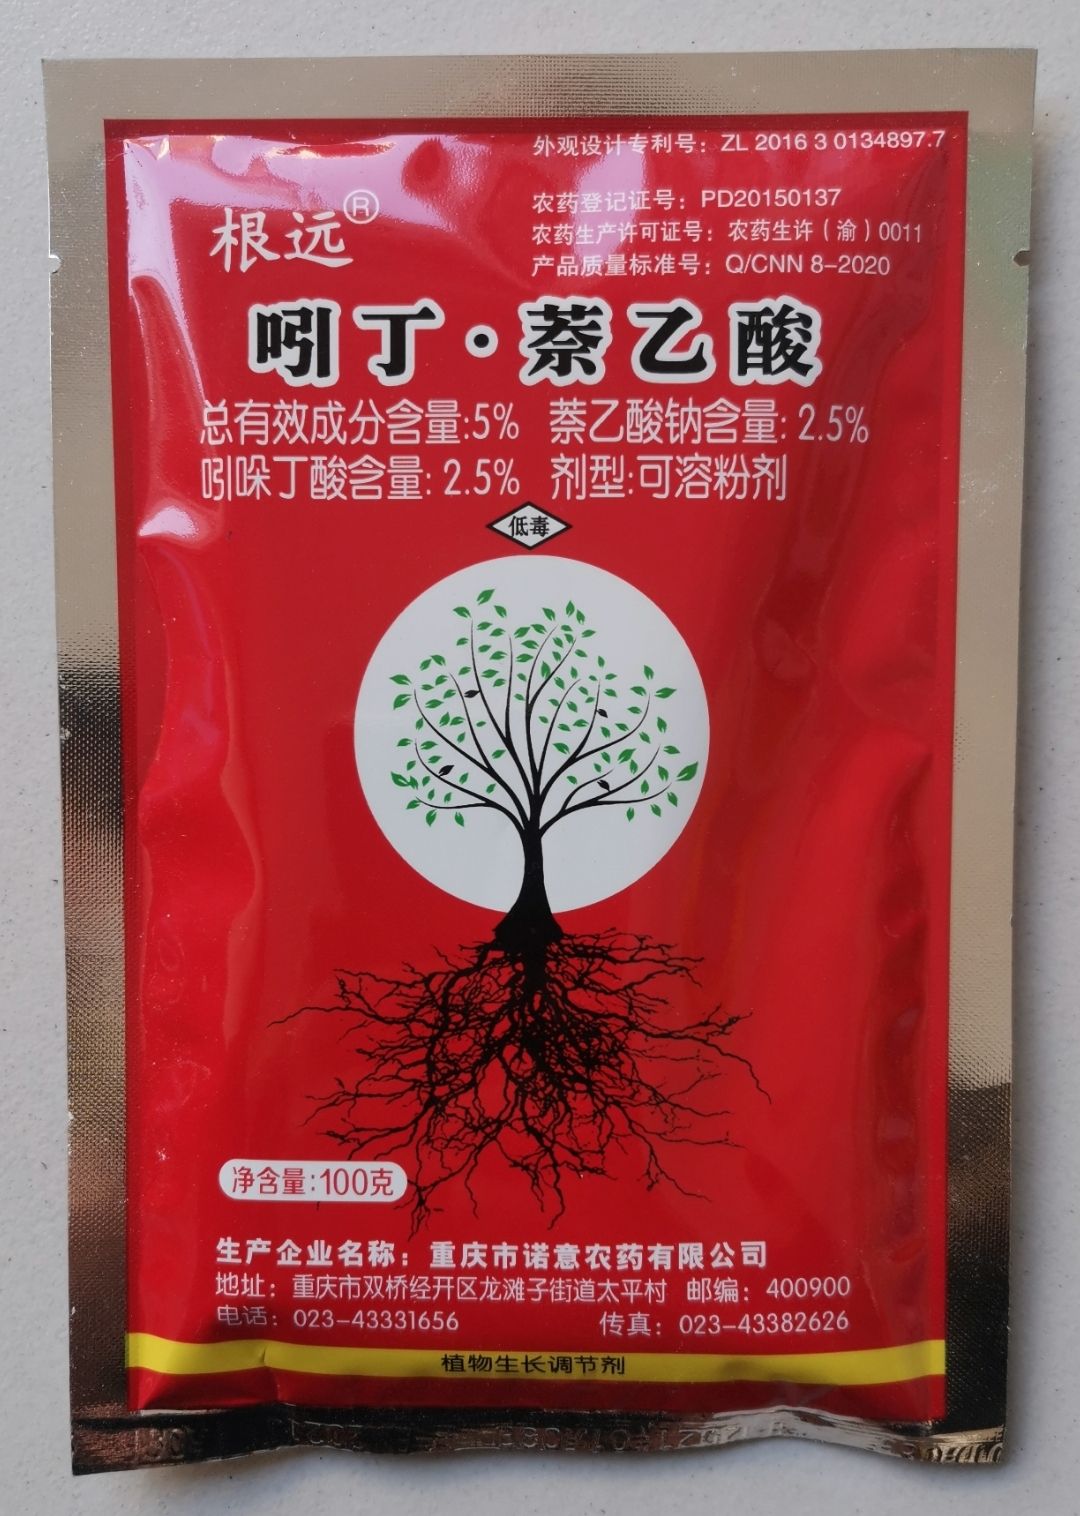 外观设计专利号：ZL 2016 3 0134897.7
根远®
农药登记证号：PD20150137
农药生产许可证号：农药生许（渝）0011
产品质量标准号：Q/CNN 8-2020
吲丁·萘乙酸
总有效成分含量:5% 萘乙酸钠含量: 2.5%
吲哚丁酸含量: 2.5% 剂型:可溶粉剂
低毒
净含量:100克
生产企业名称：重庆市诺意农药有限公司
地址：重庆市双桥经开区龙滩子街道太平村 邮编：400900
电话：023-43331656 传真：023-43382626
植物生长调节剂